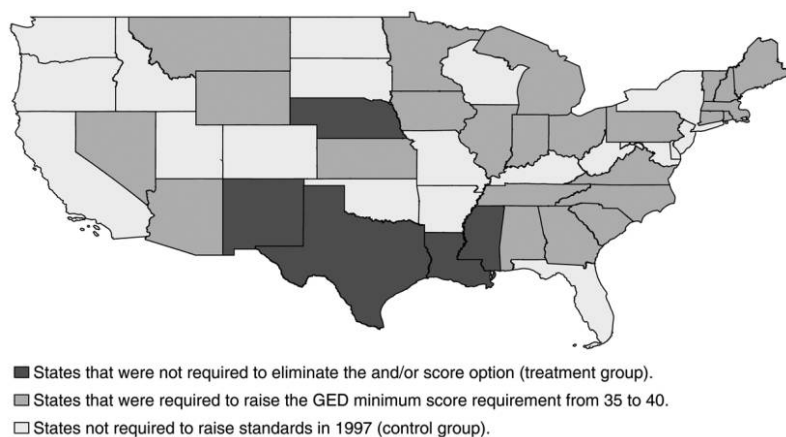 States that were not required to eliminate the and/or score option (treatment group).
States that were required to raise the GED minimum score requirement from 35 to 40.
States not required to raise standards in 1997 (control group).